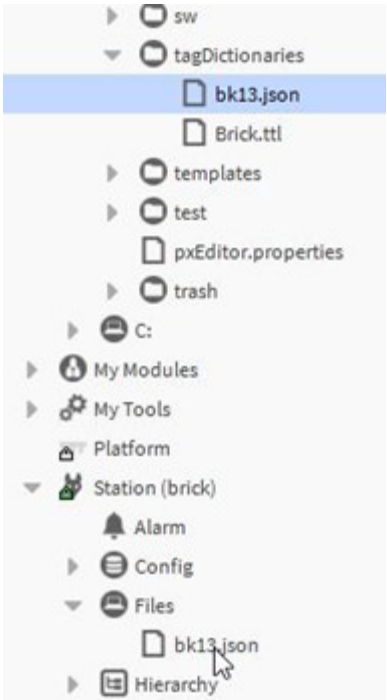 sw
tagDictionaries
bk13.json
Brick.ttl
templates
test
pxEditor.properties
trash
C:
My Modules
My Tools
Platform
Station (brick)
Alarm
Config
Files
bk13.json
Hierarchy